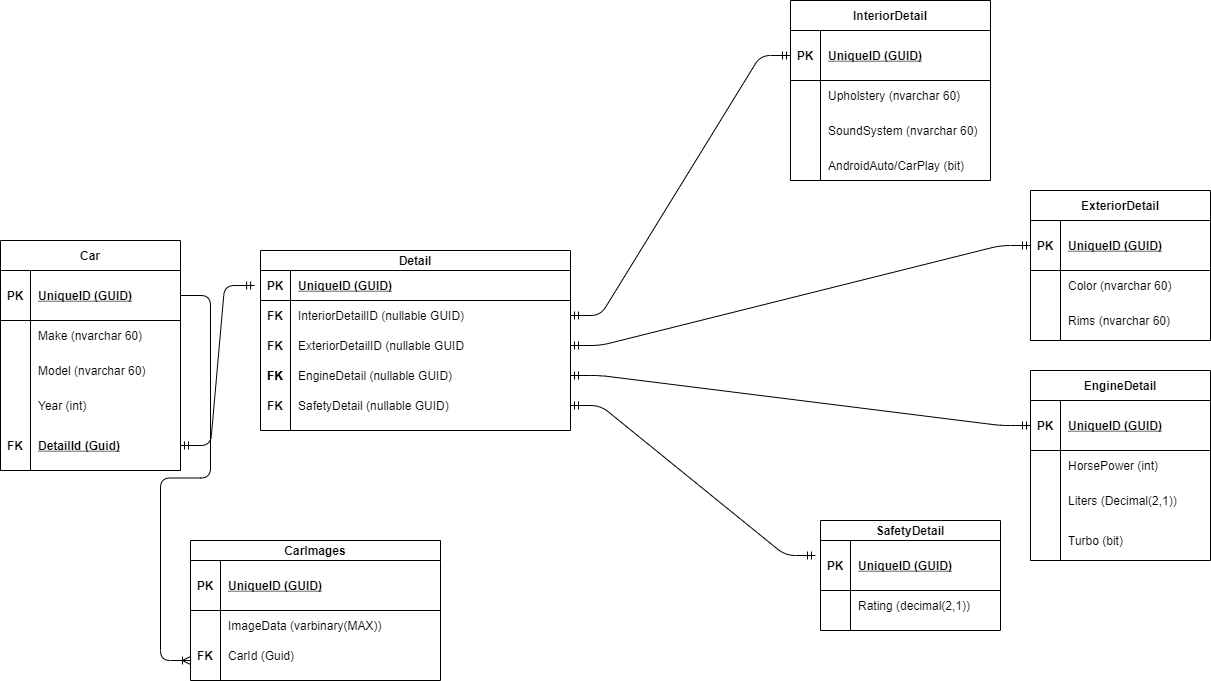 InteriorDetail
PK UniqueID (GUID)
Upholstery (nvarchar 60)
SoundSystem (nvarchar 60)
AndroidAuto/CarPlay (bit)
ExteriorDetail
PK UniqueID (GUID)
Color (nvarchar 60)
Rims (nvarchar 60)
Car
PK UniqueID (GUID)
Make (nvarchar 60)
Model (nvarchar 60)
Year (int)
FK DetailId (Guid)
Detail
PK UniqueID (GUID)
FK InteriorDetailID (nullable GUID)
FK ExteriorDetailID (nullable GUID
FK EngineDetail (nullable GUID)
FK SafetyDetail (nullable GUID)
EngineDetail
PK UniqueID (GUID)
HorsePower (int)
Liters (Decimal(2,1))
Turbo (bit)
SafetyDetail
PK UniqueID (GUID)
Rating (decimal(2,1))
CarImages
PK UniqueID (GUID)
ImageData (varbinary(MAX))
FK CarId (Guid)